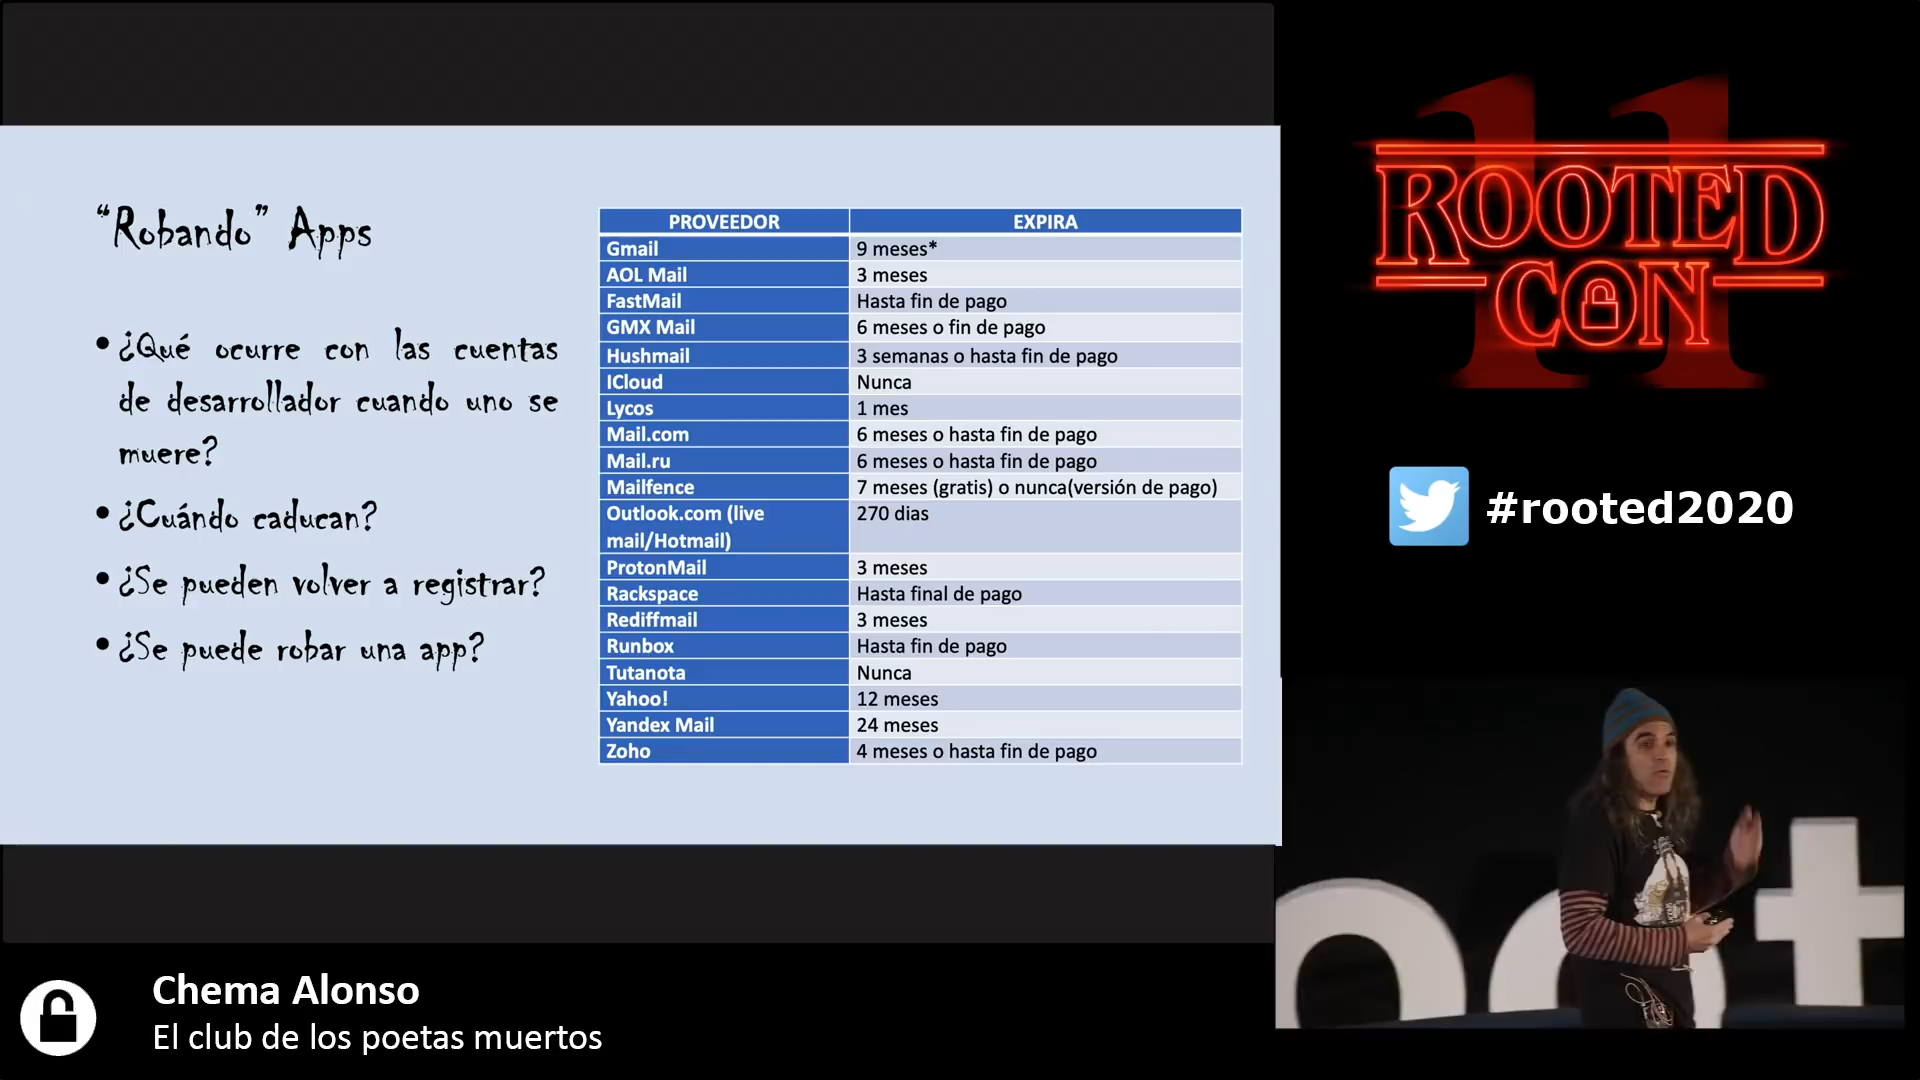 “Robando” Apps
• ¿Qué ocurre con las cuentas
de desarrollador cuando uno se
muere?
• ¿Cuándo caducan?
• ¿Se pueden volver a registrar?
• ¿Se puede robar una app?
PROVEEDOR EXPIRA
Gmail 9 meses*
AOL Mail 3 meses
FastMail Hasta fin de pago
GMX Mail 6 meses o fin de pago
Hushmail 3 semanas o hasta fin de pago
ICloud Nunca
Lycos 1 mes
Mail.com 6 meses o hasta fin de pago
Mail.ru 6 meses o hasta fin de pago
Mailfence 7 meses (gratis) o nunca(versión de pago)
Outlook.com (live 270 dias
mail/Hotmail)
ProtonMail 3 meses
Rackspace Hasta final de pago
Rediffmail 3 meses
Runbox Hasta fin de pago
Tutanota Nunca
Yahoo! 12 meses
Yandex Mail 24 meses
Zoho 4 meses o hasta fin de pago
11
ROOTED
CON
#rooted2020
oot
Chema Alonso
El club de los poetas muertos